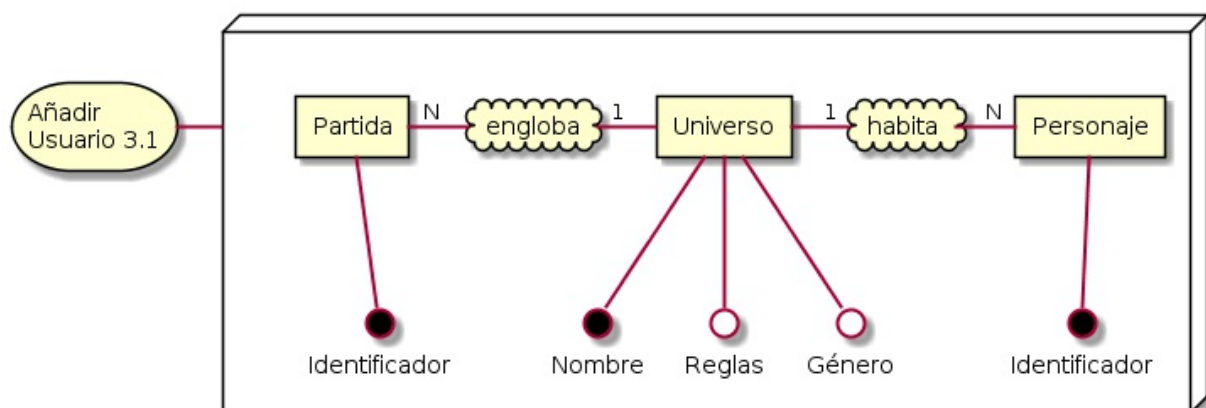 Añadir
Usuario 3.1
Partida N engloba 1 Universo 1 habita N Personaje
Identificador Nombre Reglas Género Identificador